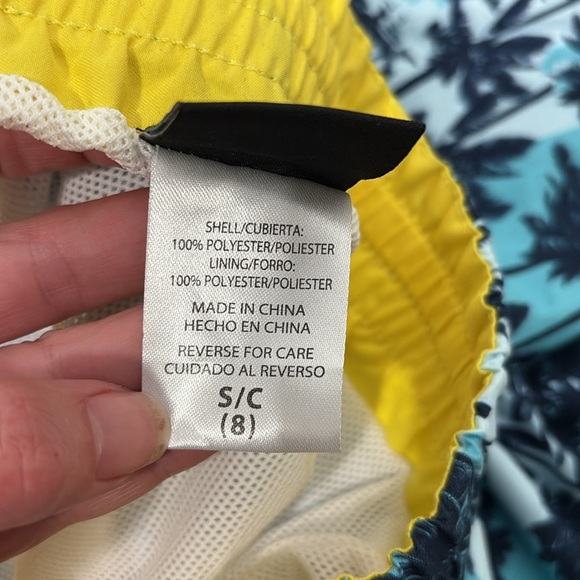 SHELL/CUBIERTA:
100% POLYESTER/POLIESTER
LINING/FORRO:
100% POLYESTER/POLIESTER
MADE IN CHINA
HECHO EN CHINA
REVERSE FOR CARE
CUIDADO AL REVERSO
S/C
(8)